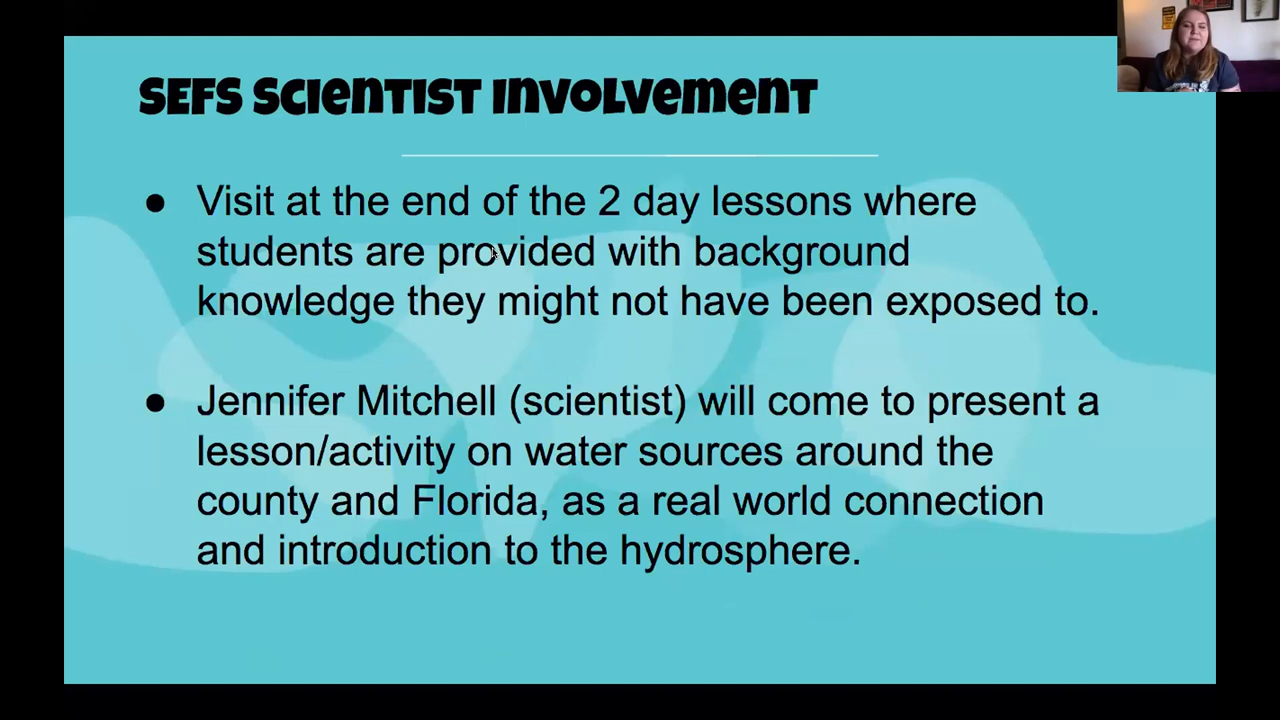 SEFS Scientist Involvement
● Visit at the end of the 2 day lessons where
students are provided with background
knowledge they might not have been exposed to.
● Jennifer Mitchell (scientist) will come to present a
lesson/activity on water sources around the
county and Florida, as a real world connection
and introduction to the hydrosphere.